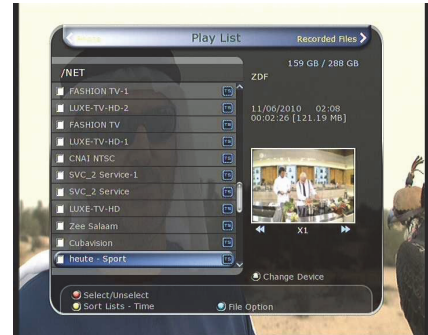 Play List
Recorded Files
159 GB / 288 GB
/NET
ZDF
FASHION TV-1
LUXE-TV-HD-2
11/06/2010 02:08
00:02:26 [121.19 MB]
FASHION TV
LUXE-TV-HD-1
CNAI NTSC
SVC_2 Service-1
SVC_2 Service
LUXE-TV-HD
Zee Salaam
X1
Cubavision
heute - Sport
Change Device
Select/Unselect
Sort Lists - Time
File Option